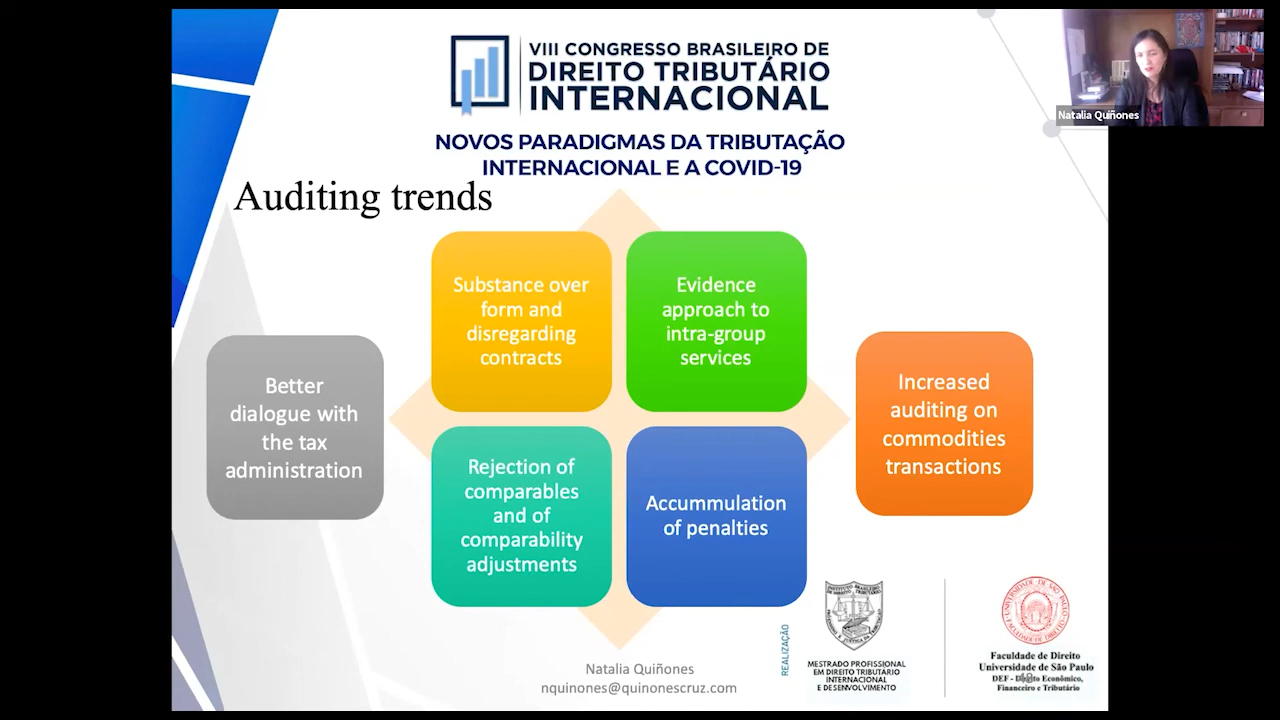 VIII CONGRESSO BRASILEIRO DE
DIREITO TRIBUTÁRIO
INTERNACIONAL
NOVOS PARADIGMAS DA TRIBUTAÇÃO
INTERNACIONAL E A COVID-19
Natalia Quiñones
Auditing trends
Better
dialogue with
the tax
administration
Substance over
form and
disregarding
contracts
Evidence
approach to
intra-group
services
Rejection of
comparables
and of
comparability
adjustments
Accummulation
of penalties
Increased
auditing on
commodities
transactions
Natalia Quiñones
nquinones@quinonescruz.com
REALIZAÇÃO
MESTRADO PROFISSIONAL
EM DIREITO TRIBUTÁRIO
INTERNACIONAL
E DESENVOLVIMENTO
Faculdade de Direito
Universidade de São Paulo
DEF - Direito Econômico,
Financeiro e Tributário